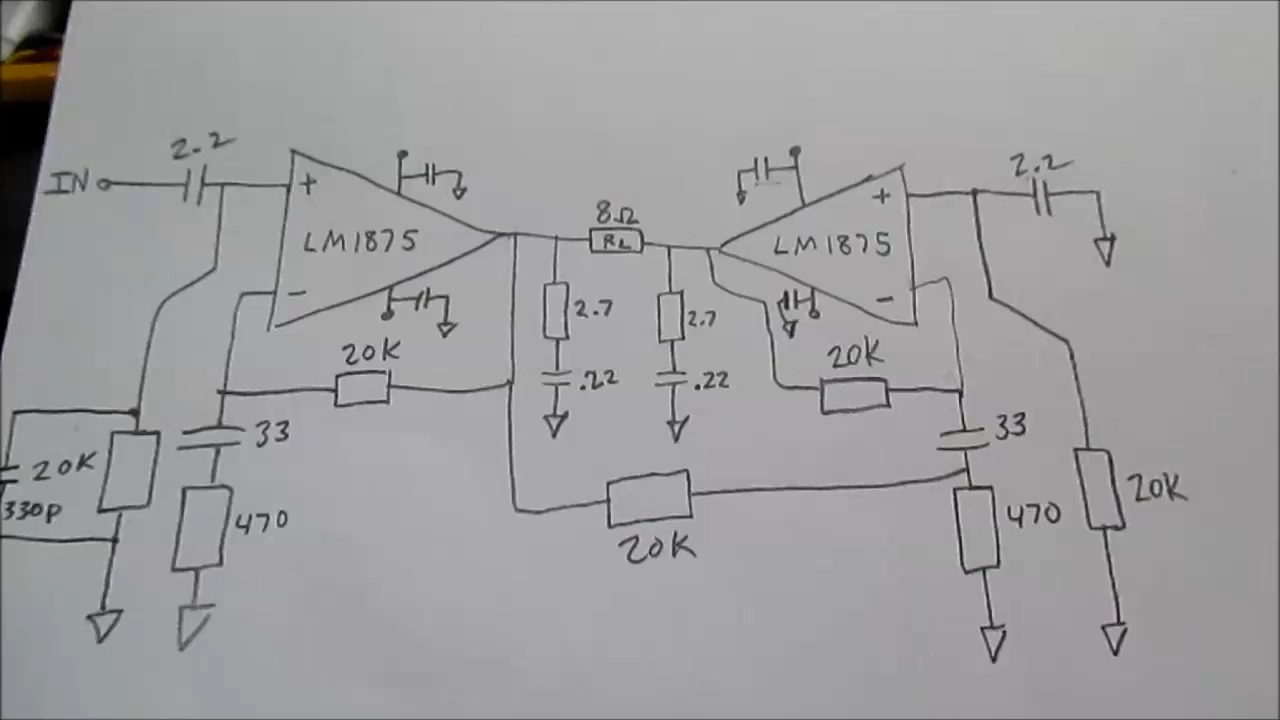 2.2
IN
+
LM1875
-
8Ω
RL
2.2
+
LM1875
-
2.7
2.7
20K
.22
.22
20K
33
33
20K
330p
470
20K
470
20K